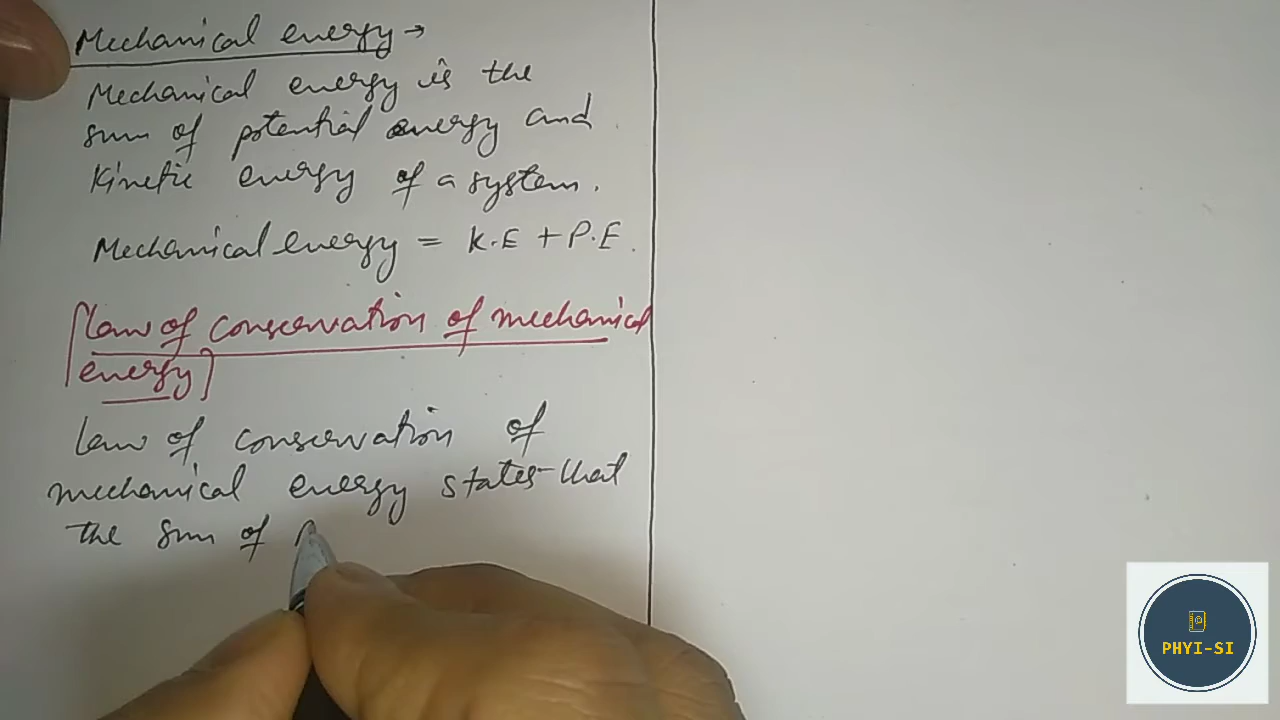 Mechanical energy →
Mechanical energy is the
sum of potential energy and
Kinetic energy of a system.
Mechanical energy = K.E + P.E.
[law of conservation of mechanical
energy]
law of conservation of
mechanical energy states that
the sum of
PHYI-SI